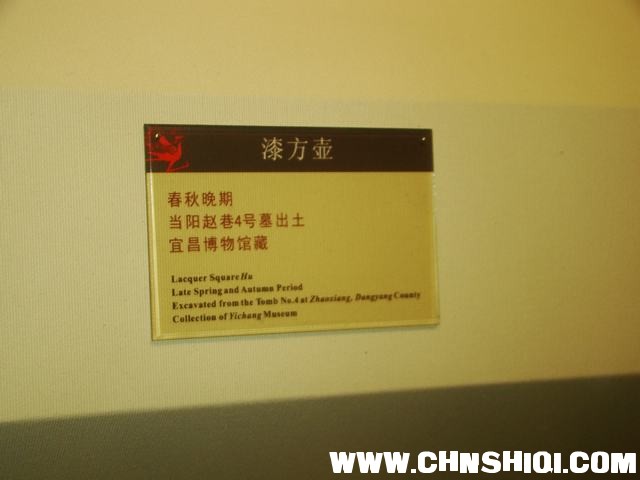 漆方壶
春秋晚期
当阳赵巷4号墓出土
宜昌博物馆藏
Lacquer Square Hu
Late Spring and Autumn Period
Excavated from the Tomb No.4 at Zhaoxiang, Dangyang County
Collection of Yichang Museum
WWW.CHNSHIQI.COM